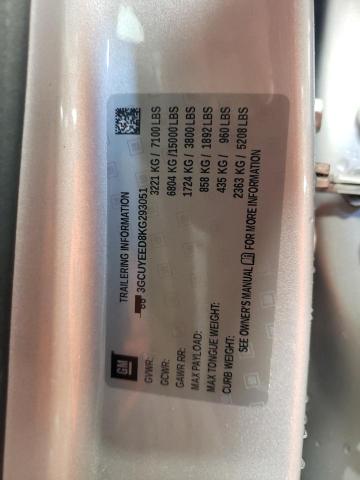 GM
TRAILERING INFORMATION
3GCUYEED8KG293051
GVWR: 3221 KG / 7100 LBS
GCWR: 6804 KG / 15000 LBS
GAWR RR: 1724 KG / 3800 LBS
MAX PAYLOAD: 858 KG / 1892 LBS
MAX TONGUE WEIGHT: 435 KG / 960 LBS
CURB WEIGHT: 2363 KG / 5208 LBS
SEE OWNER'S MANUAL FOR MORE INFORMATION